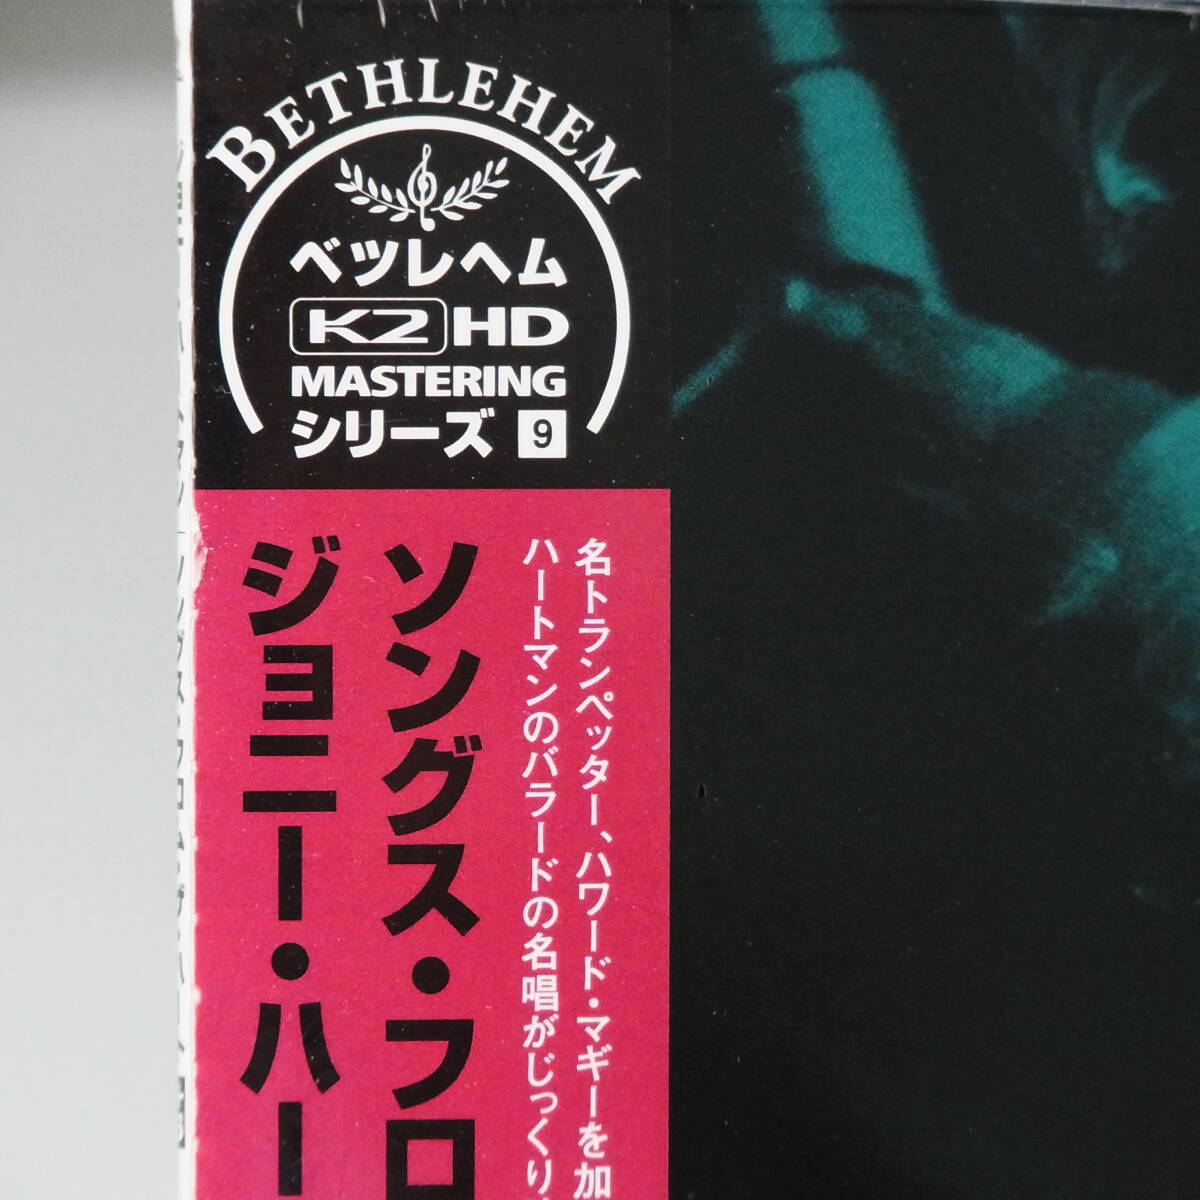 BETHLEHEM
ベツレヘム
K2 HD
MASTERING
シリーズ 9
名トランペッター、ハワード・マギーを加
ハートマンのバラードの名唱がじっくり
ソングス・フロ
ジョニー・ハー